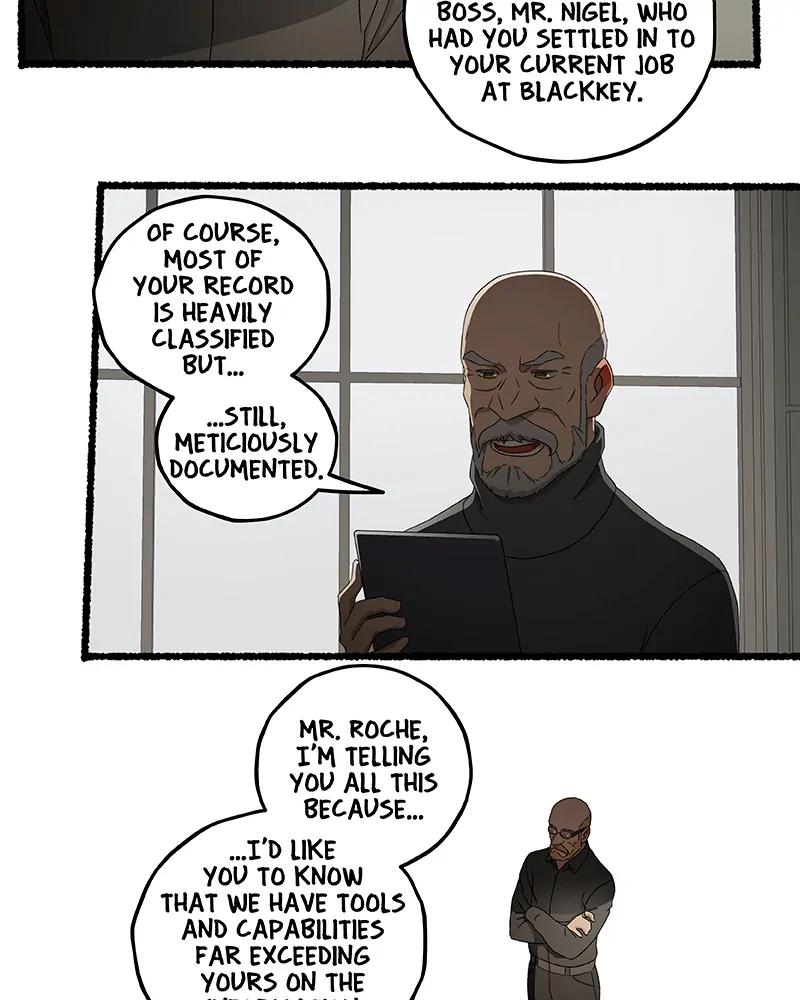 BOSS, MR. NIGEL, WHO
HAD YOU SETTLED IN TO
YOUR CURRENT JOB
AT BLACKKEY.
OF COURSE,
MOST OF
YOUR RECORD
IS HEAVILY
CLASSIFIED
BUT...
...STILL,
METICIOUSLY
DOCUMENTED.
MR. ROCHE,
I'M TELLING
YOU ALL THIS
BECAUSE...
...I'D LIKE
YOU TO KNOW
THAT WE HAVE TOOLS
AND CAPABILITIES
FAR EXCEEDING
YOURS ON THE